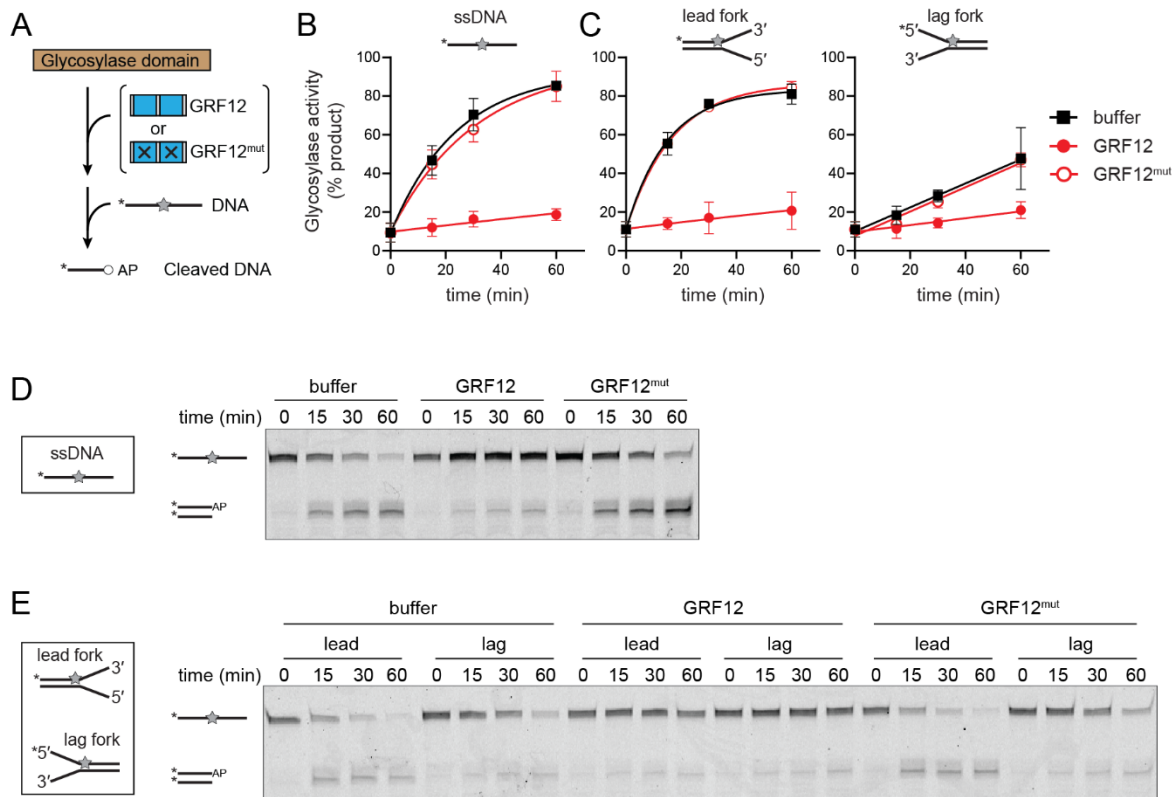 A
Glycosylase domain
GRF12
or
GRF12mut
* DNA
* AP Cleaved DNA
B
ssDNA
*
Glycosylase activity
(% product)
100
80
60
40
20
0
0 20 40 60
time (min)
C
lead fork
* 3′
5′
100
80
60
40
20
0
0 20 40 60
time (min)
lag fork
*5′
3′
100
80
60
40
20
0
0 20 40 60
time (min)
buffer
GRF12
GRF12mut
D
buffer GRF12 GRF12mut
time (min) 0 15 30 60 0 15 30 60 0 15 30 60
ssDNA
*
*
* AP
*
E
buffer GRF12 GRF12mut
lead lag lead lag lead lag
time (min) 0 15 30 60 0 15 30 60 0 15 30 60 0 15 30 60 0 15 30 60 0 15 30 60
lead fork
* 3′
5′
lag fork
*5′
3′
*
* AP
*